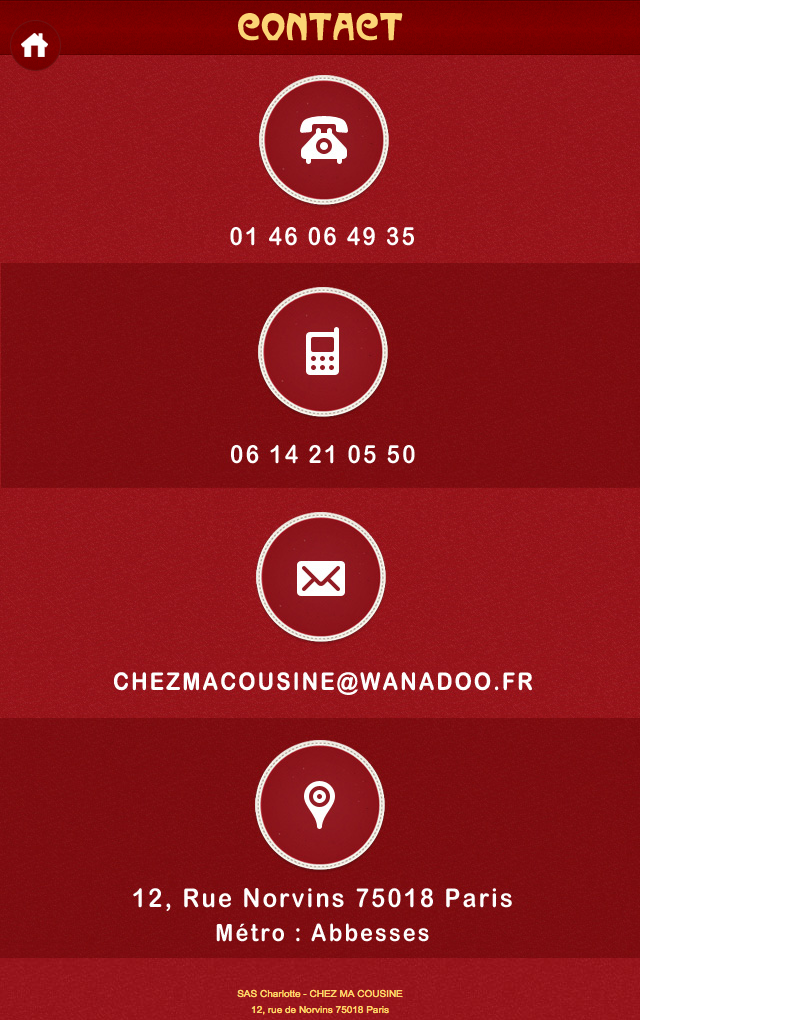 CONTACT
01 46 06 49 35
06 14 21 05 50
CHEZMACOUSINE@WANADOO.FR
12, Rue Norvins 75018 Paris
Métro : Abbesses
SAS Charlotte - CHEZ MA COUSINE
12, rue de Norvins 75018 Paris